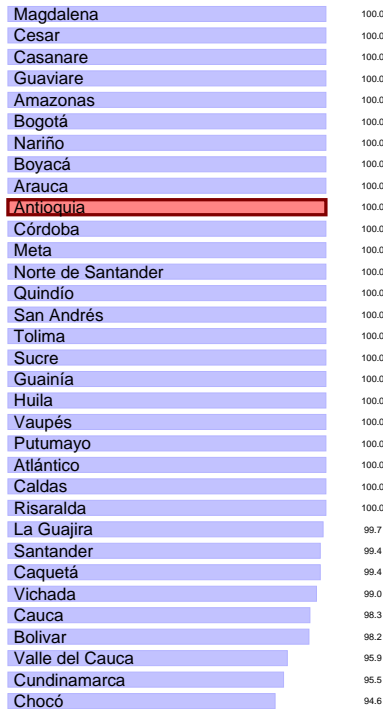 Magdalena 100.0
Cesar 100.0
Casanare 100.0
Guaviare 100.0
Amazonas 100.0
Bogotá 100.0
Nariño 100.0
Boyacá 100.0
Arauca 100.0
Antioquia 100.0
Córdoba 100.0
Meta 100.0
Norte de Santander 100.0
Quindío 100.0
San Andrés 100.0
Tolima 100.0
Sucre 100.0
Guainía 100.0
Huila 100.0
Vaupés 100.0
Putumayo 100.0
Atlántico 100.0
Caldas 100.0
Risaralda 100.0
La Guajira 99.7
Santander 99.4
Caquetá 99.4
Vichada 99.0
Cauca 98.3
Bolivar 98.2
Valle del Cauca 95.9
Cundinamarca 95.5
Chocó 94.6